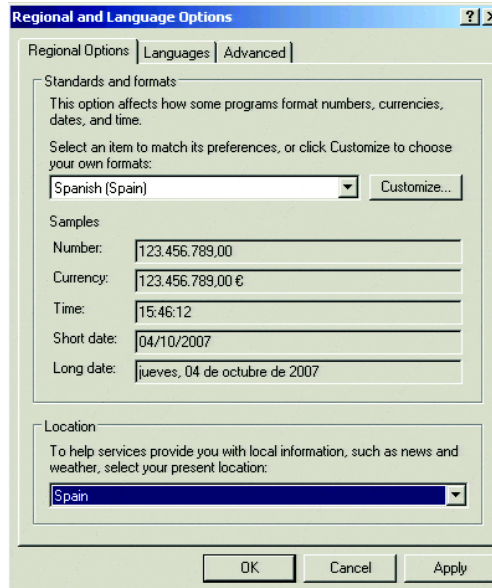 Regional and Language Options
Regional Options Languages Advanced
Standards and formats
This option affects how some programs format numbers, currencies,
dates, and time.
Select an item to match its preferences, or click Customize to choose
your own formats:
Spanish (Spain) Customize...
Samples
Number: 123.456.789,00
Currency: 123.456.789,00 €
Time: 15:46:12
Short date: 04/10/2007
Long date: jueves, 04 de octubre de 2007
Location
To help services provide you with local information, such as news and
weather, select your present location:
Spain
OK Cancel Apply